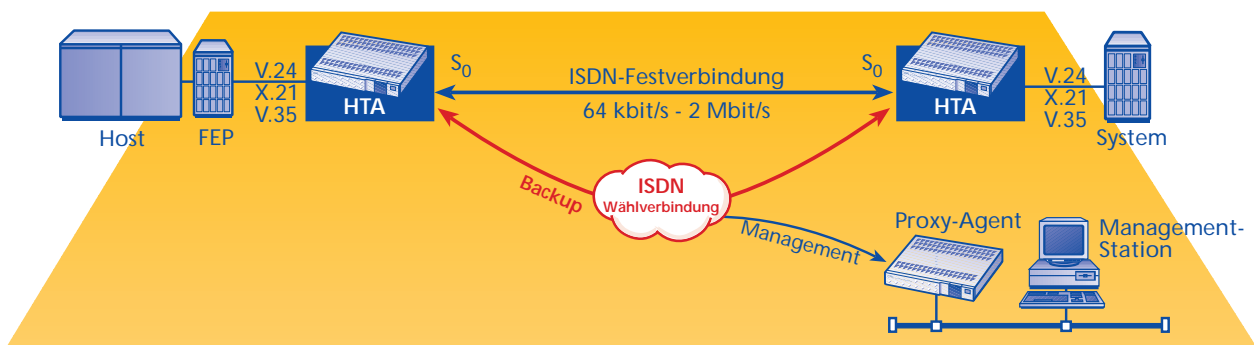 Host
FEP
V.24
X.21
V.35
HTA
S0
ISDN-Festverbindung
64 kbit/s - 2 Mbit/s
S0
HTA
V.24
X.21
V.35
System
Backup
ISDN
Wählverbindung
Management
Proxy-Agent
Management-
Station